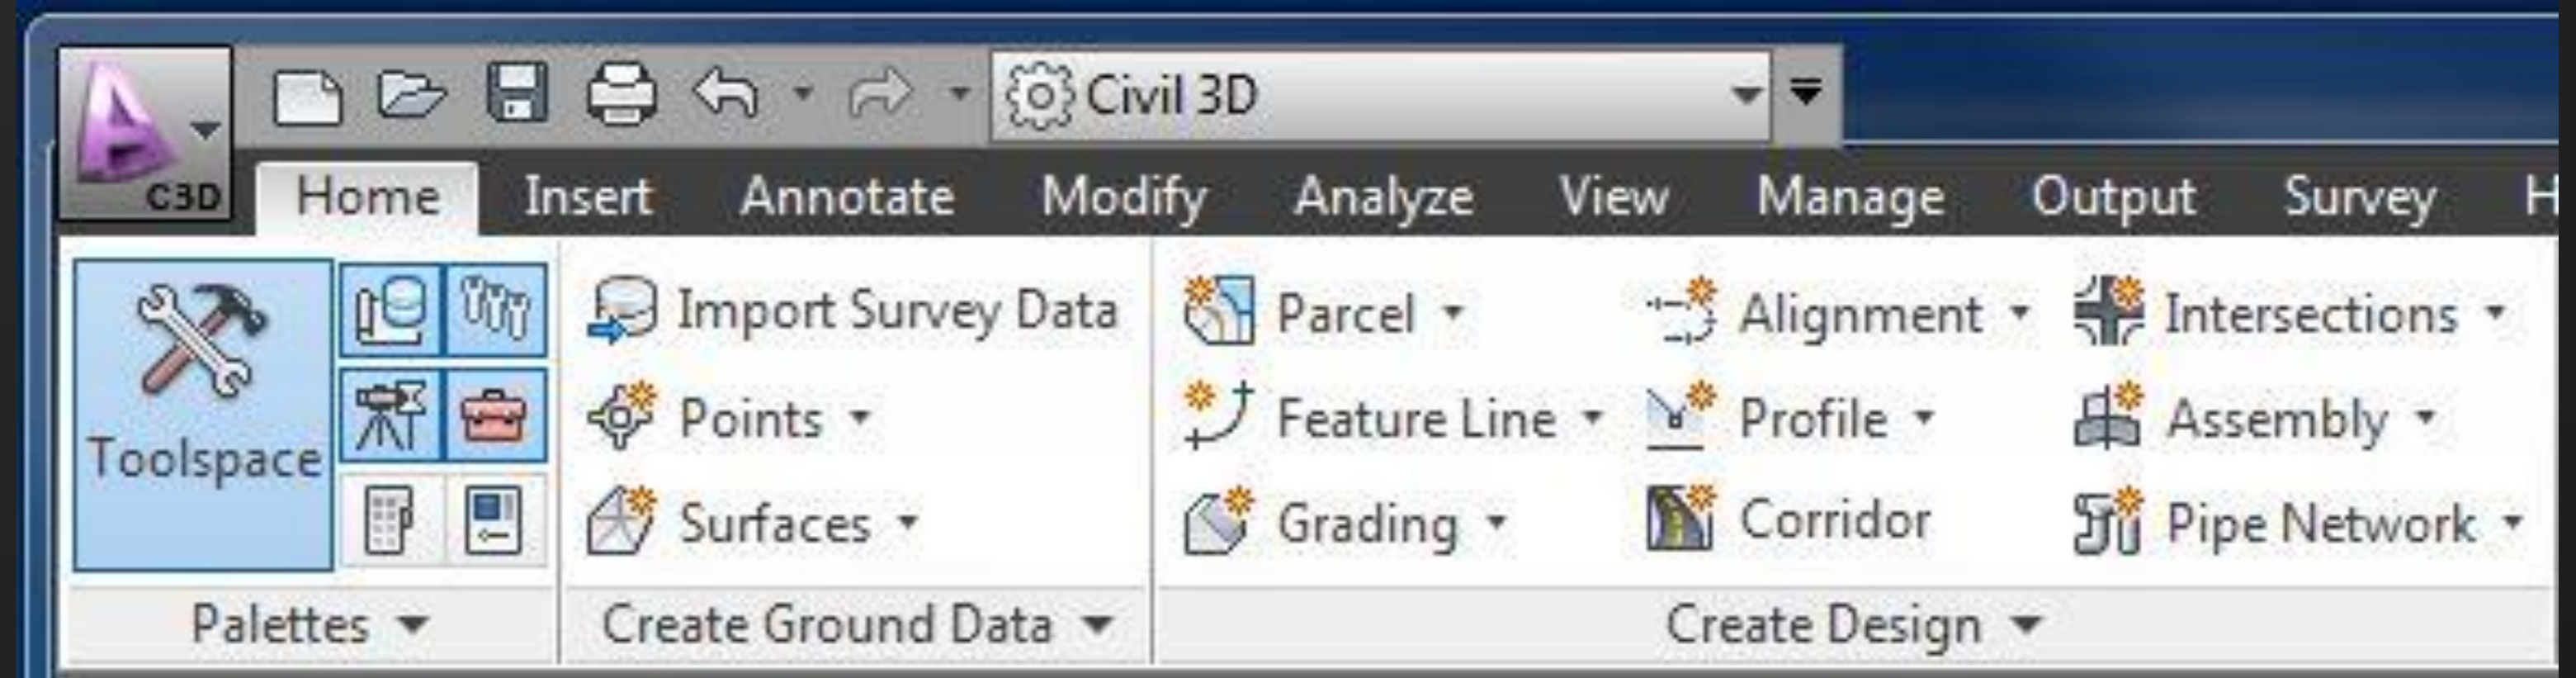 Civil 3D
C3D
Home Insert Annotate Modify Analyze View Manage Output Survey H
Toolspace
Palettes
Import Survey Data
Points
Surfaces
Create Ground Data
Parcel Alignment Intersections
Feature Line Profile Assembly
Grading Corridor Pipe Network
Create Design